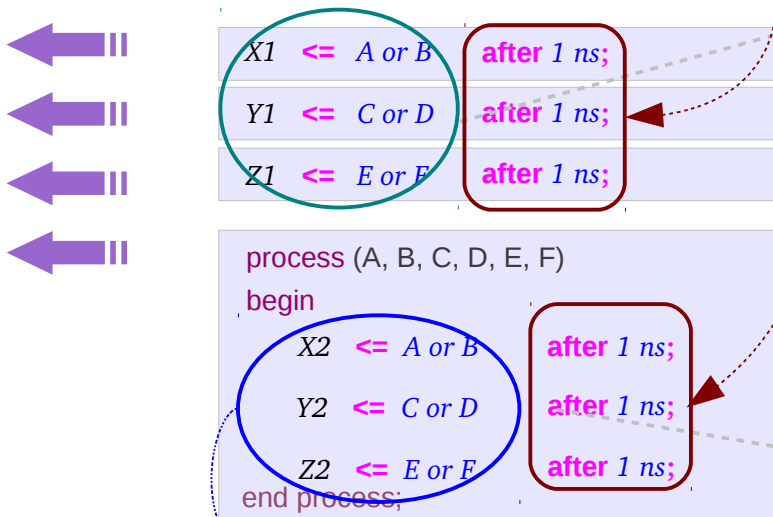 X1 <= A or B after 1 ns;
Y1 <= C or D after 1 ns;
Z1 <= E or F after 1 ns;
process (A, B, C, D, E, F)
begin
X2 <= A or B after 1 ns;
Y2 <= C or D after 1 ns;
Z2 <= E or F after 1 ns;
end process;